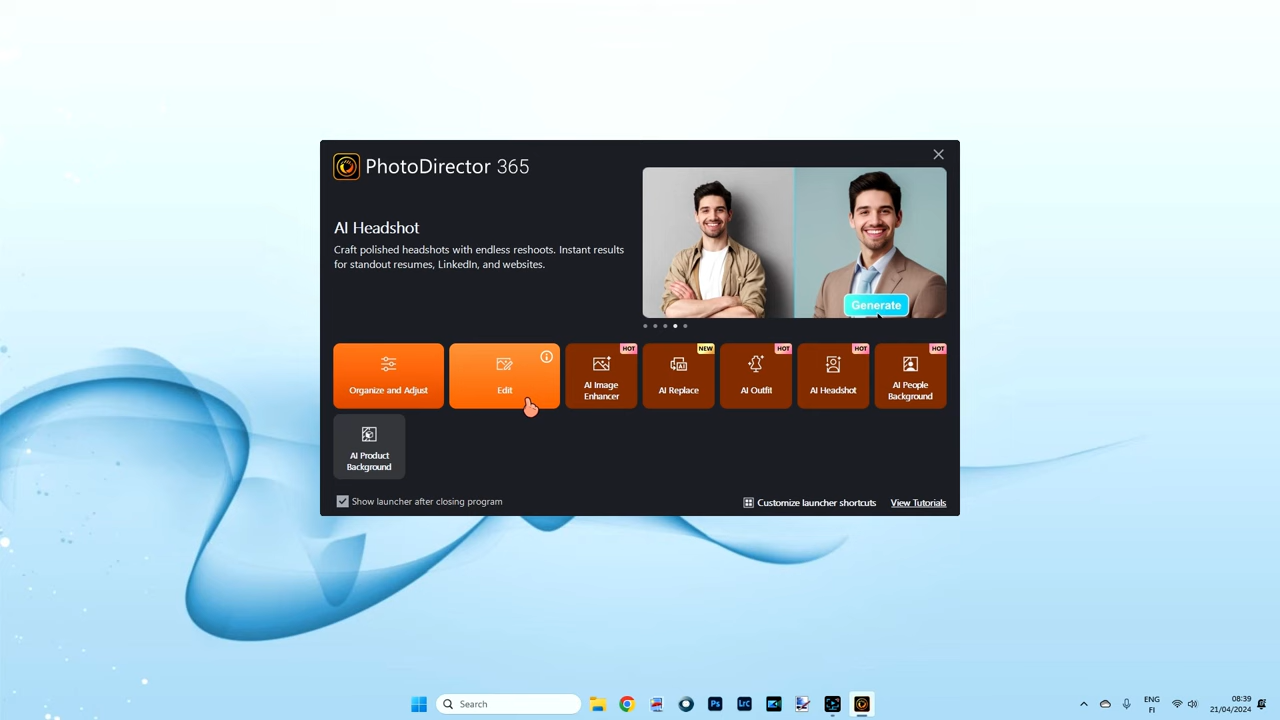 PhotoDirector 365
AI Headshot
Craft polished headshots with endless reshoots. Instant results
for standout resumes, LinkedIn, and websites.
Generate
Organize and Adjust
Edit
HOT
AI Image
Enhancer
NEW
AI Replace
HOT
AI Outfit
HOT
AI Headshot
HOT
AI People
Background
AI Product
Background
Show launcher after closing program
Customize launcher shortcuts
View Tutorials
Search
Ps
LrC
ENG
FI
08:39
21/04/2024